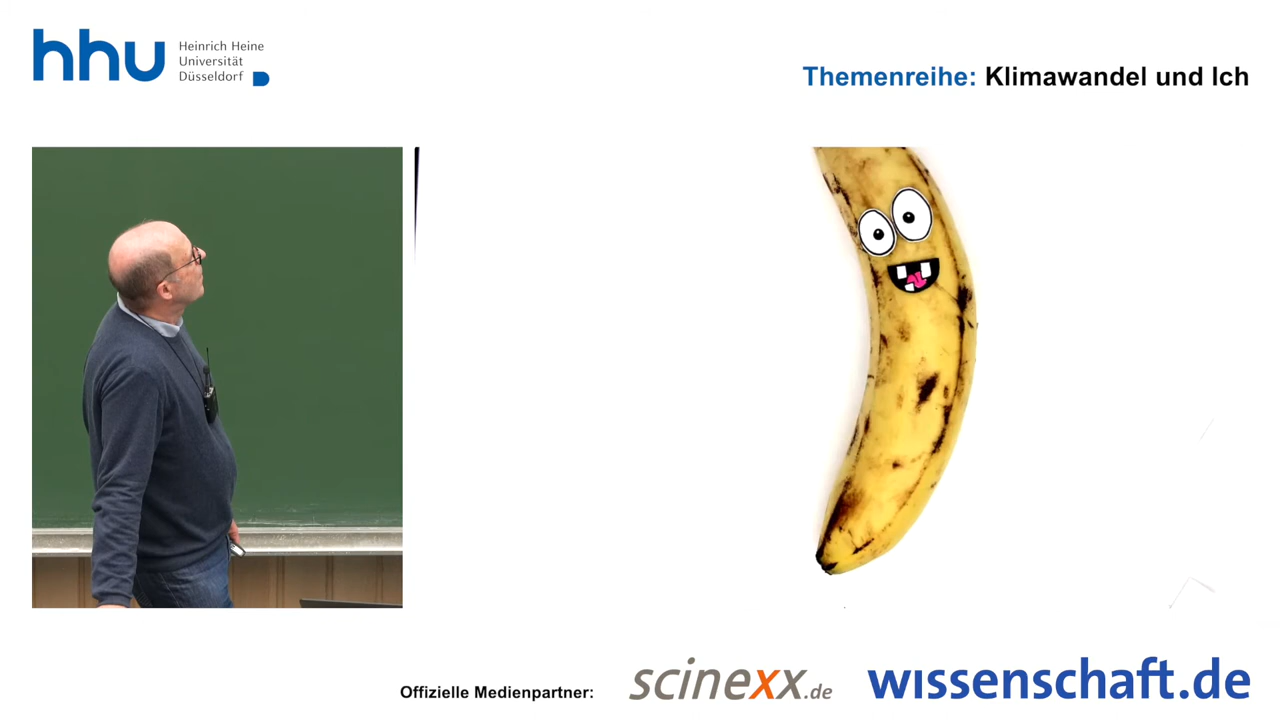 hhu
Heinrich Heine
Universität
Düsseldorf
Themenreihe: Klimawandel und Ich
Offizielle Medienpartner:
scinexx.de
wissenschaft.de